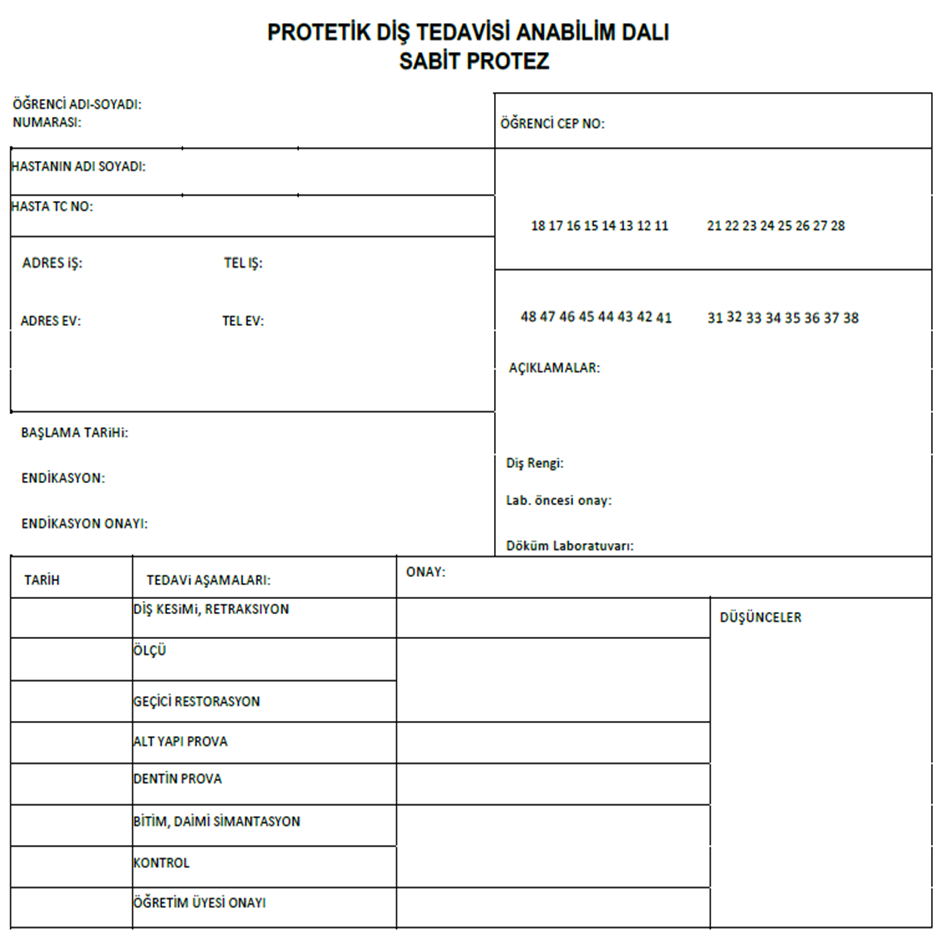 PROTETİK DİŞ TEDAVİSİ ANABİLİM DALI
SABİT PROTEZ
ÖĞRENCİ ADI-SOYADI:
NUMARASI:
ÖĞRENCİ CEP NO:
HASTANIN ADI SOYADI:
HASTA TC NO:
18 17 16 15 14 13 12 11 21 22 23 24 25 26 27 28
ADRES iŞ: TEL IŞ:
ADRES EV: TEL EV:
48 47 46 45 44 43 42 41 31 32 33 34 35 36 37 38
AÇIKLAMALAR:
BAŞLAMA TARiHi:
ENDİKASYON:
ENDİKASYON ONAYI:
Diş Rengi:
Lab. öncesi onay:
Döküm Laboratuvarı:
TARİH TEDAVi AŞAMALARI: ONAY:
DİŞ KESiMi, RETRAKSIYON
DÜŞÜNCELER
ÖLÇÜ
GEÇİCİ RESTORASYON
ALT YAPI PROVA
DENTİN PROVA
BİTİM, DAİMİ SİMANTASYON
KONTROL
ÖĞRETİM ÜYESİ ONAYI